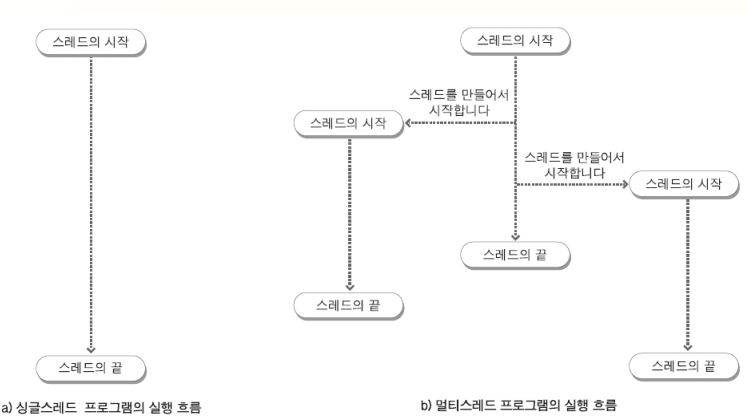 스레드의 시작
스레드의 끝
a) 싱글스레드 프로그램의 실행 흐름
스레드의 시작
스레드를 만들어서
시작합니다
스레드의 시작
스레드를 만들어서
시작합니다
스레드의 시작
스레드의 끝
스레드의 끝
스레드의 끝
b) 멀티스레드 프로그램의 실행 흐름